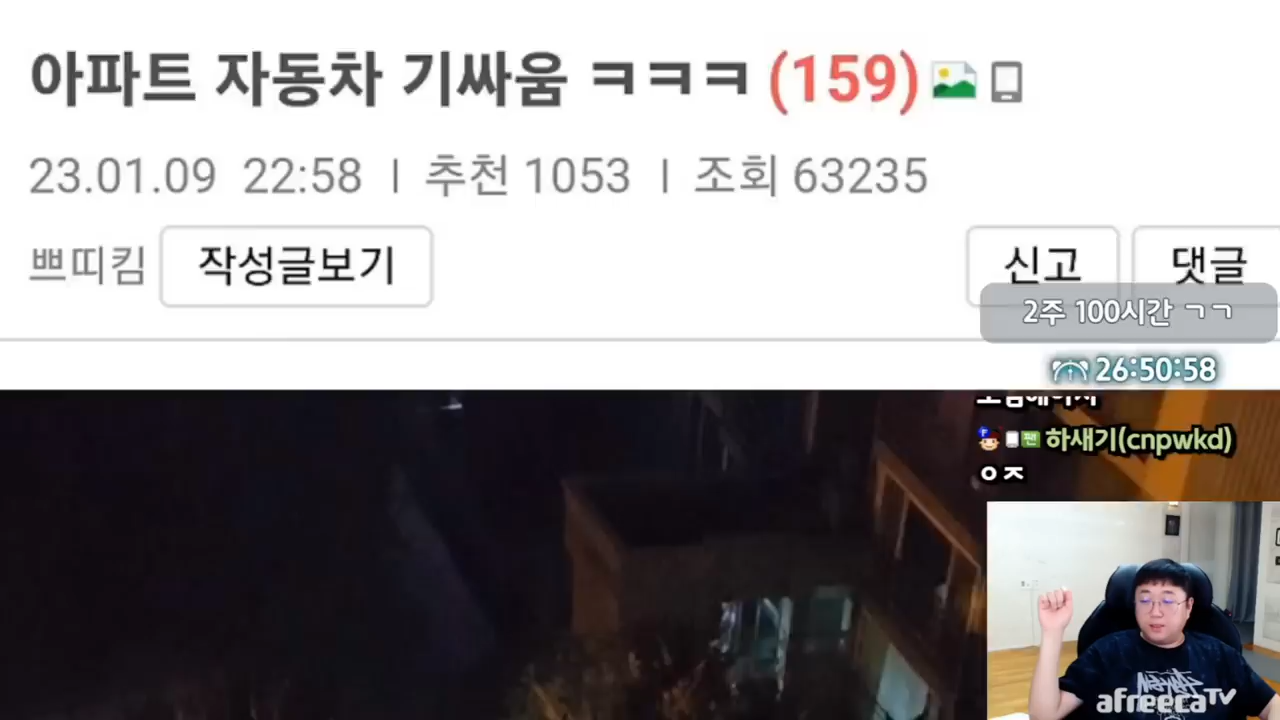 아파트 자동차 기싸움 ㅋㅋㅋ (159)
23.01.09 22:58 | 추천 1053 | 조회 63235
쁘띠킴 작성글보기 신고 댓글
2주 100시간 ㄱㄱ
26:50:58
하새기(cnpwkd)
ㅇㅈ
afreecaTV